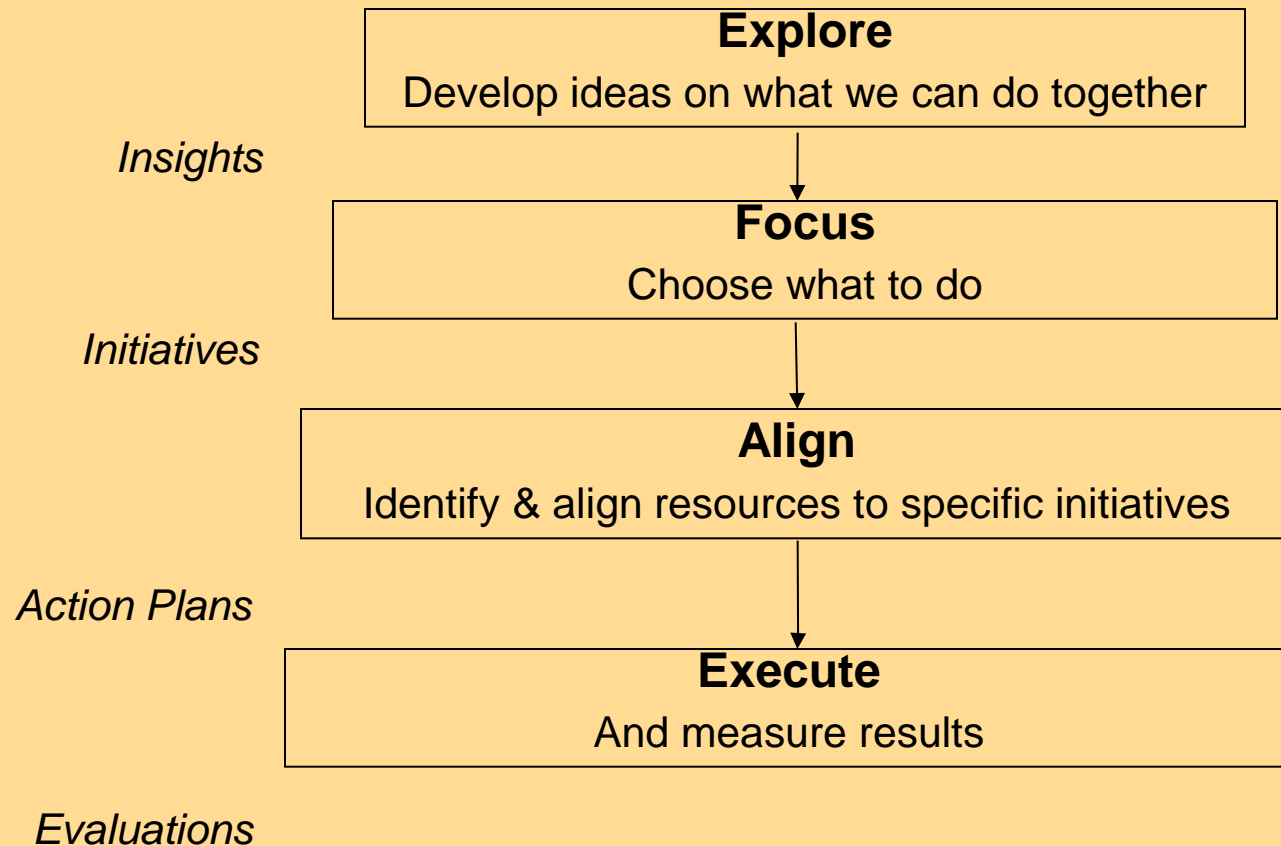 Explore
Develop ideas on what we can do together
Insights
Focus
Choose what to do
Initiatives
Align
Identify & align resources to specific initiatives
Action Plans
Execute
And measure results
Evaluations